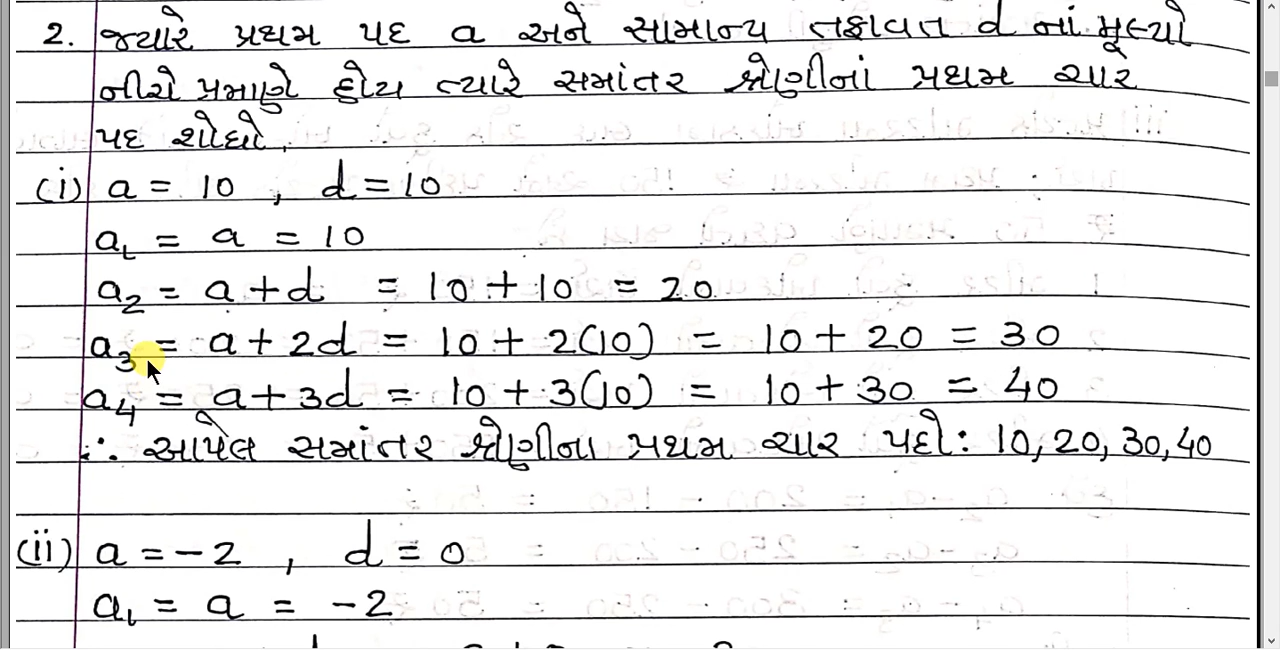 2. જ્યારે પ્રથમ પદ a અને સામાન્ય તફાવત d નાં મૂલ્યો
નીચે પ્રમાણે હોય ત્યારે સમાંતર શ્રેણીનાં પ્રથમ ચાર
પદ શોધો.
(i) a = 10 , d = 10
a₁ = a = 10
a₂ = a + d = 10 + 10 = 20
a₃ = a + 2d = 10 + 2(10) = 10 + 20 = 30
a₄ = a + 3d = 10 + 3(10) = 10 + 30 = 40
∴ આપેલ સમાંતર શ્રેણીના પ્રથમ ચાર પદો: 10, 20, 30, 40
(ii) a = -2 , d = 0
a₁ = a = -2